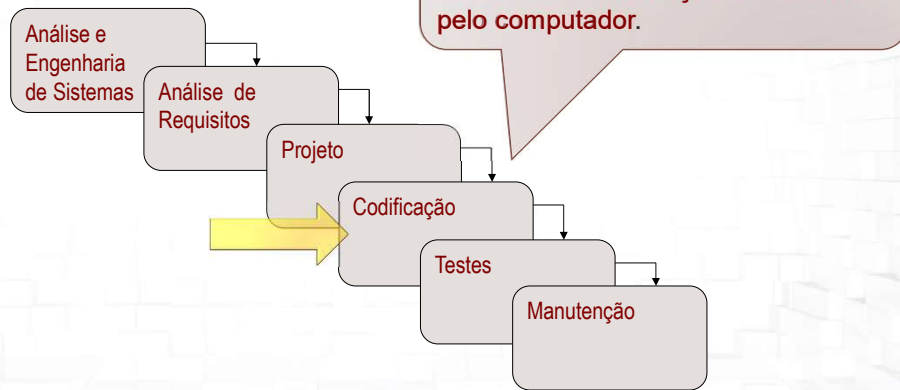 pelo computador.
Análise e
Engenharia
de Sistemas
Análise de
Requisitos
Projeto
Codificação
Testes
Manutenção